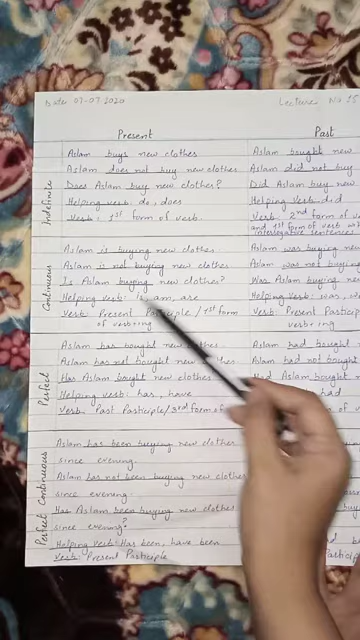 Date: 07-07-2020
Lecture No 25
Present
Past
Indefinite
Aslam buys new clothes
Aslam does not buy new clothes
Does Aslam buy new clothes?
Helping verb: do, does
Verb: 1st form of verb.
Aslam bought new
Aslam did not buy
Did Aslam buy new
Helping Verb: did
Verb: 2nd form of
and 1st form of verb
interrogative sentences
Continuous
Aslam is buying new clothes
Aslam is not buying new clothes
Is Aslam buying new clothes?
Helping verb: is, am, are
Verb: Present Participle / 1st form
of verb+ing
Aslam was buying new
Aslam was not buying
Was Aslam buying new
Helping verb: was,
Verb: Present Participle
verb+ing
Perfect
Aslam has bought new clothes
Aslam has not bought new clothes
Has Aslam bought new clothes
Helping verb: has, have
Verb: Past Participle/3rd form of
Aslam had bought
Aslam had not bought
Had Aslam bought
had
Perfect Continuous
Aslam has been buying new clothes
since evening.
Aslam has not been buying new clothes
since evening.
Has Aslam been buying new clothes
since evening?
Helping verb: Has been, have been
Verb: Present Participle